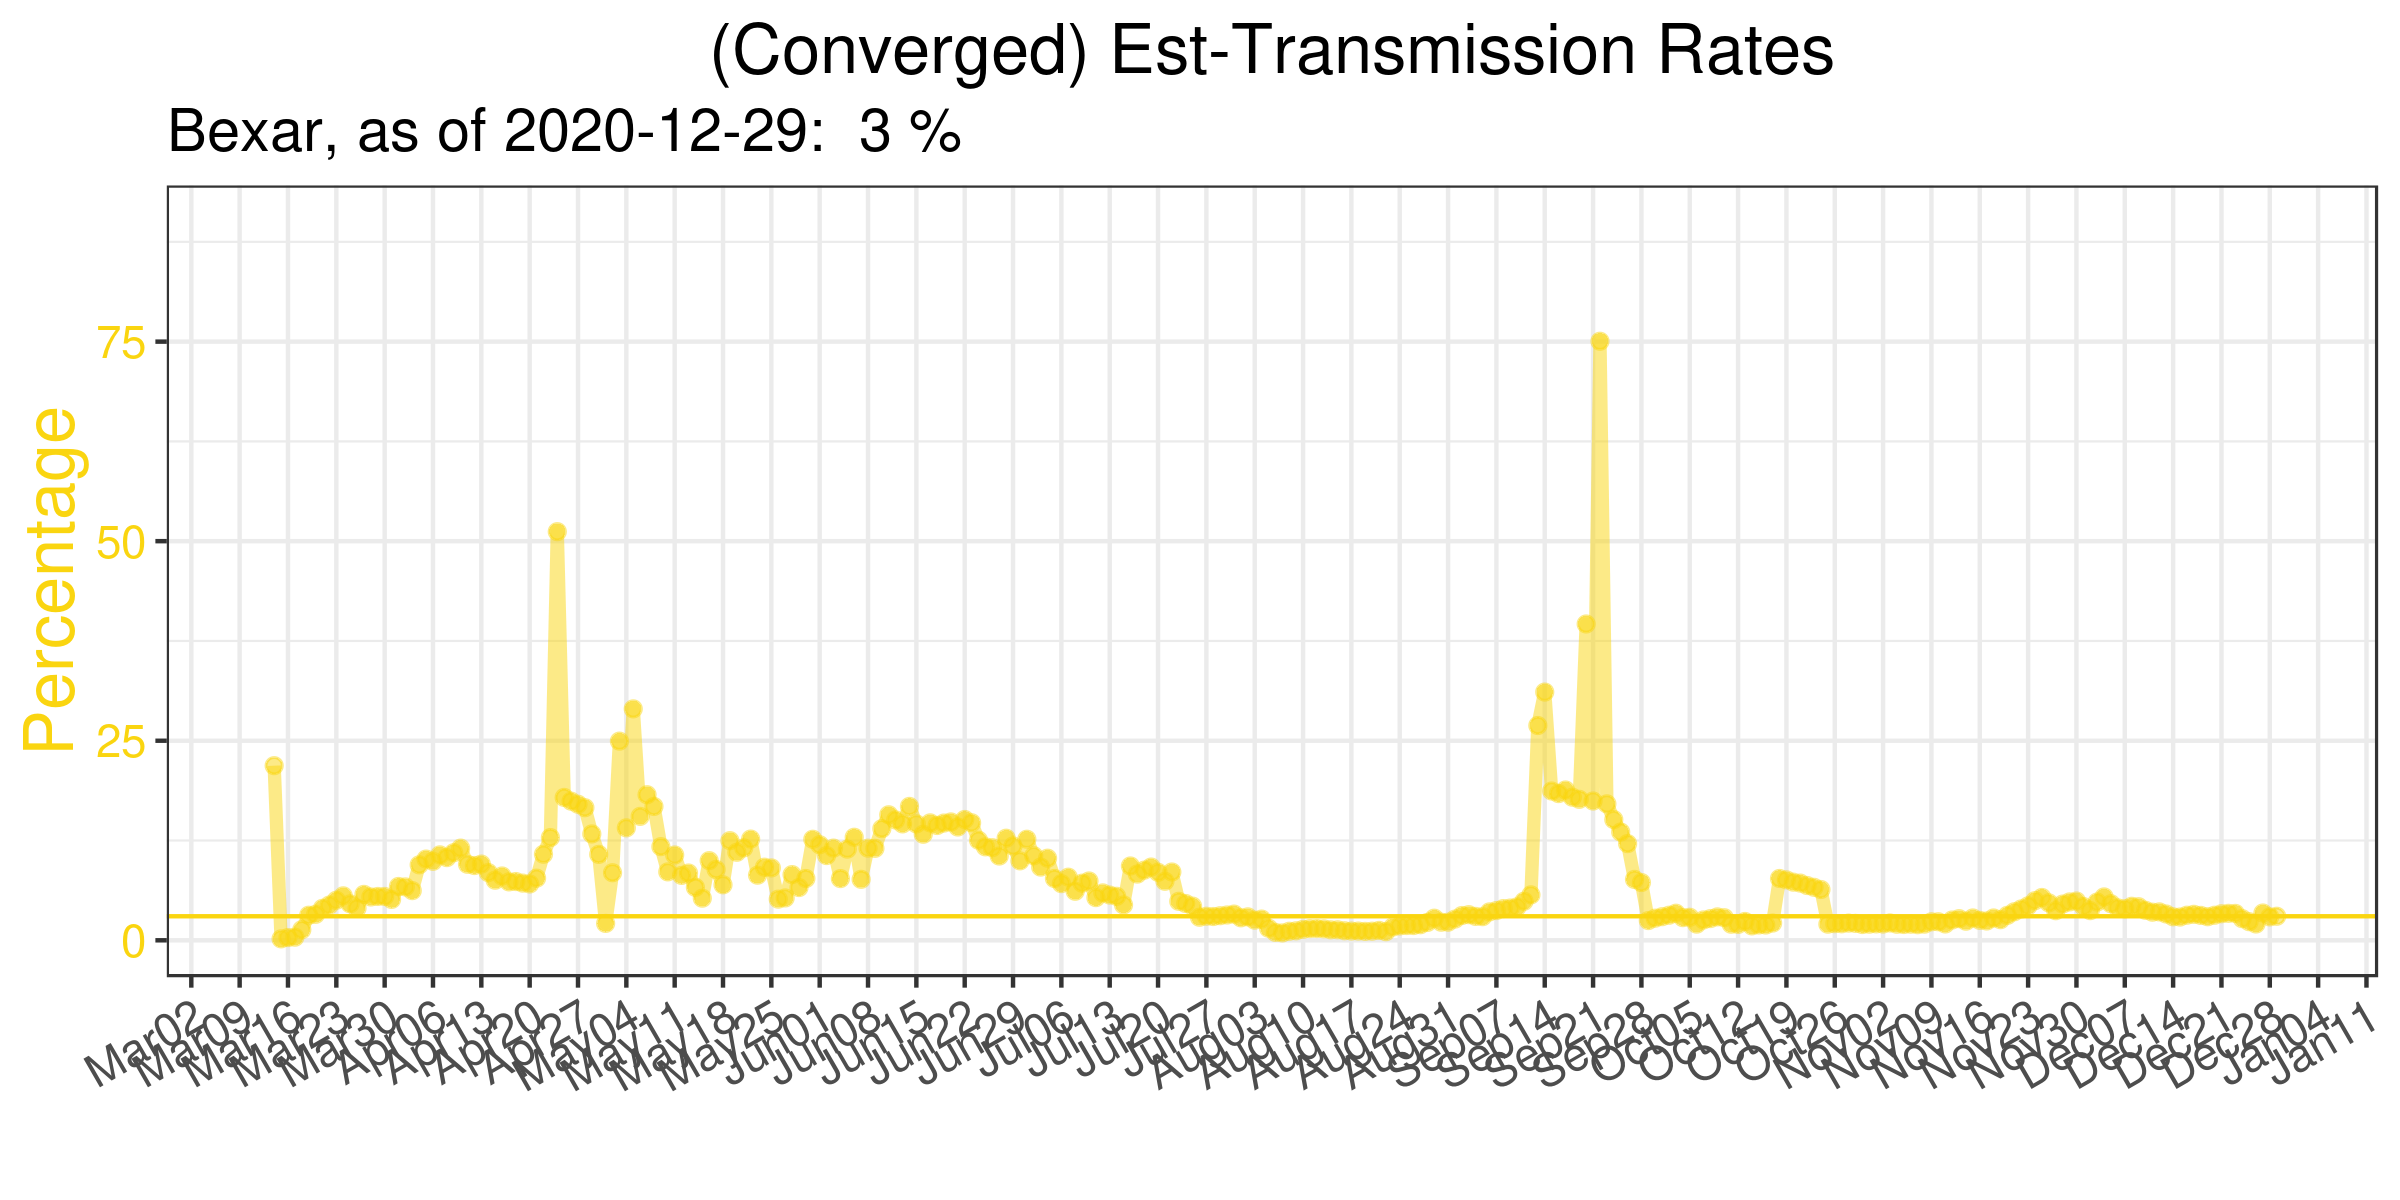 (Converged) Est-Transmission Rates
Bexar, as of 2020-12-29:  3 %
Percentage
75
50
25
0
Mar02
Mar09
Mar16
Mar23
Mar30
Apr06
Apr13
Apr20
Apr27
May04
May11
May18
May25
Jun01
Jun08
Jun15
Jun22
Jun29
Jul06
Jul13
Jul20
Jul27
Aug03
Aug10
Aug17
Aug24
Aug31
Sep07
Sep14
Sep21
Sep28
Oct05
Oct12
Oct19
Oct26
Nov02
Nov09
Nov16
Nov23
Nov30
Dec07
Dec14
Dec21
Dec28
Jan04
Jan11